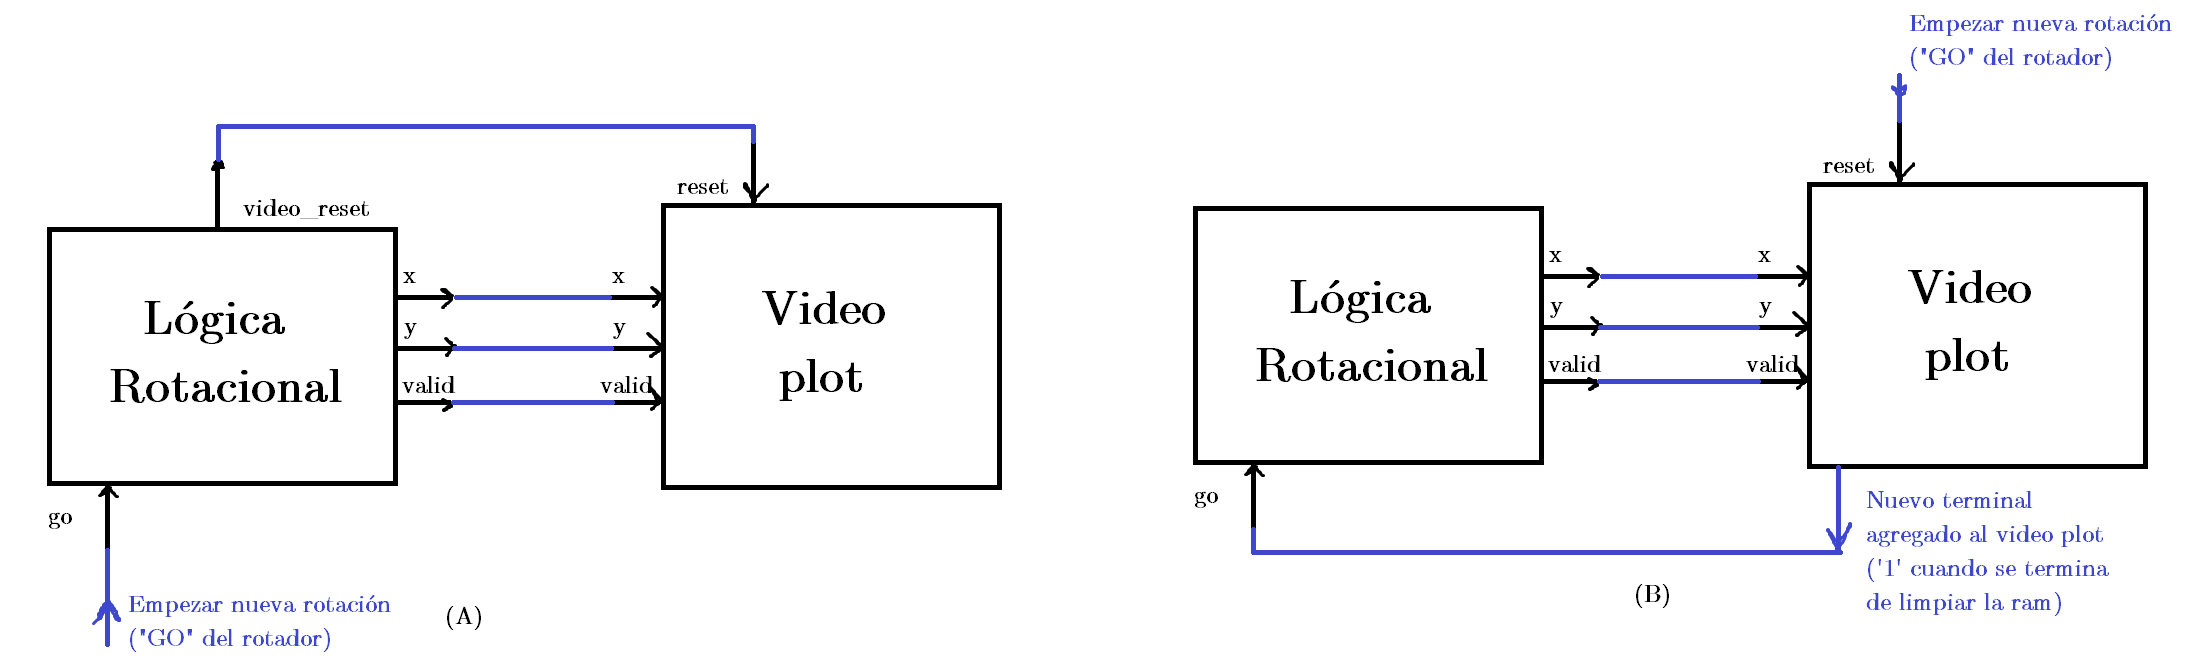 video_reset
reset
Lógica
Rotacional
x
y
valid
x
y
valid
Video
plot
go
Empezar nueva rotación
("GO" del rotador)
(A)
Empezar nueva rotación
("GO" del rotador)
reset
Lógica
Rotacional
x
y
valid
x
y
valid
Video
plot
go
Nuevo terminal
agregado al video plot
('1' cuando se termina
de limpiar la ram)
(B)